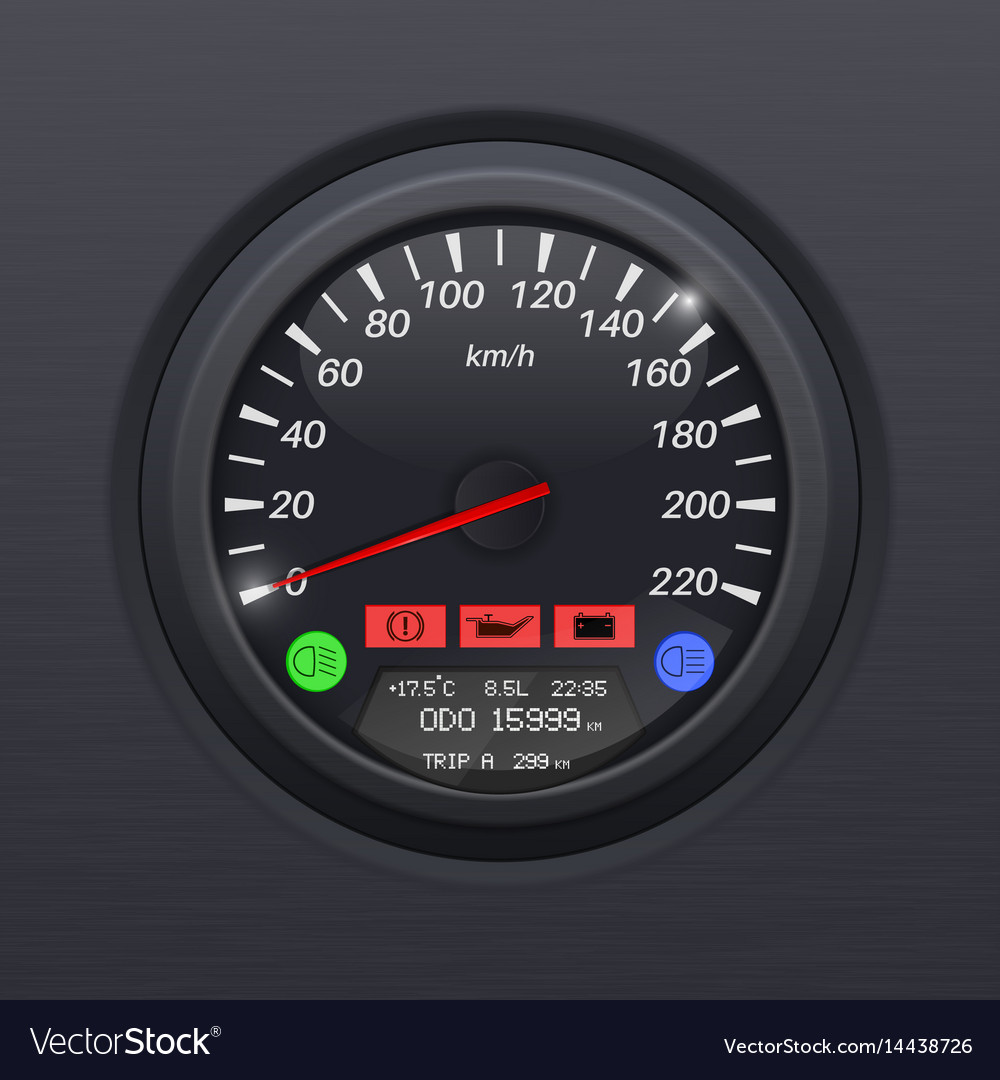 100 120
80 140
km/h
60 160
40 180
20 200
0 220
+17.5°C 8.5L 22:35
ODO 15999 KM
TRIP A 299 KM
VectorStock®
VectorStock.com/14438726